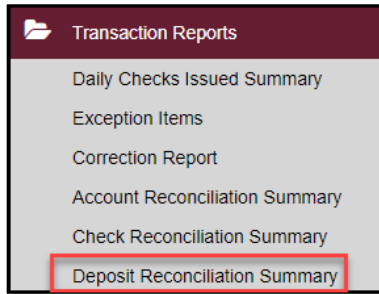 Transaction Reports
Daily Checks Issued Summary
Exception Items
Correction Report
Account Reconciliation Summary
Check Reconciliation Summary
Deposit Reconciliation Summary